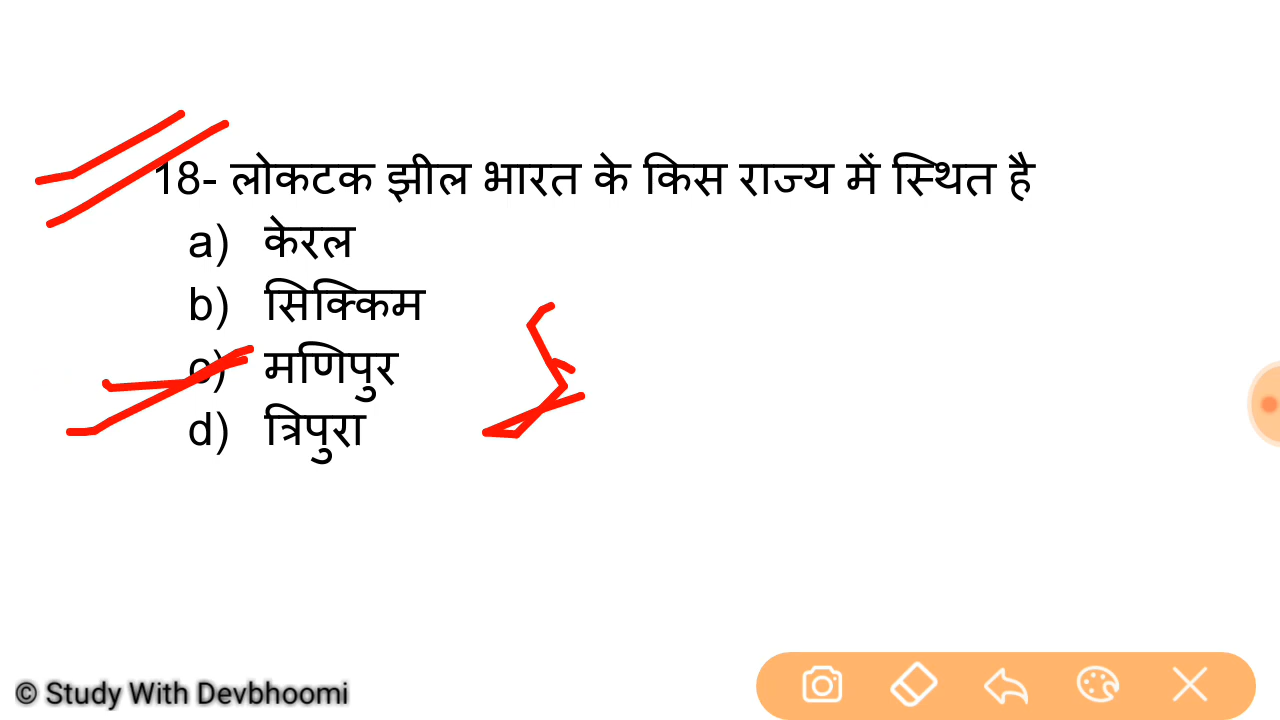 18- लोकटक झील भारत के किस राज्य में स्थित है
a) केरल
b) सिक्किम
c) मणिपुर
d) त्रिपुरा
© Study With Devbhoomi